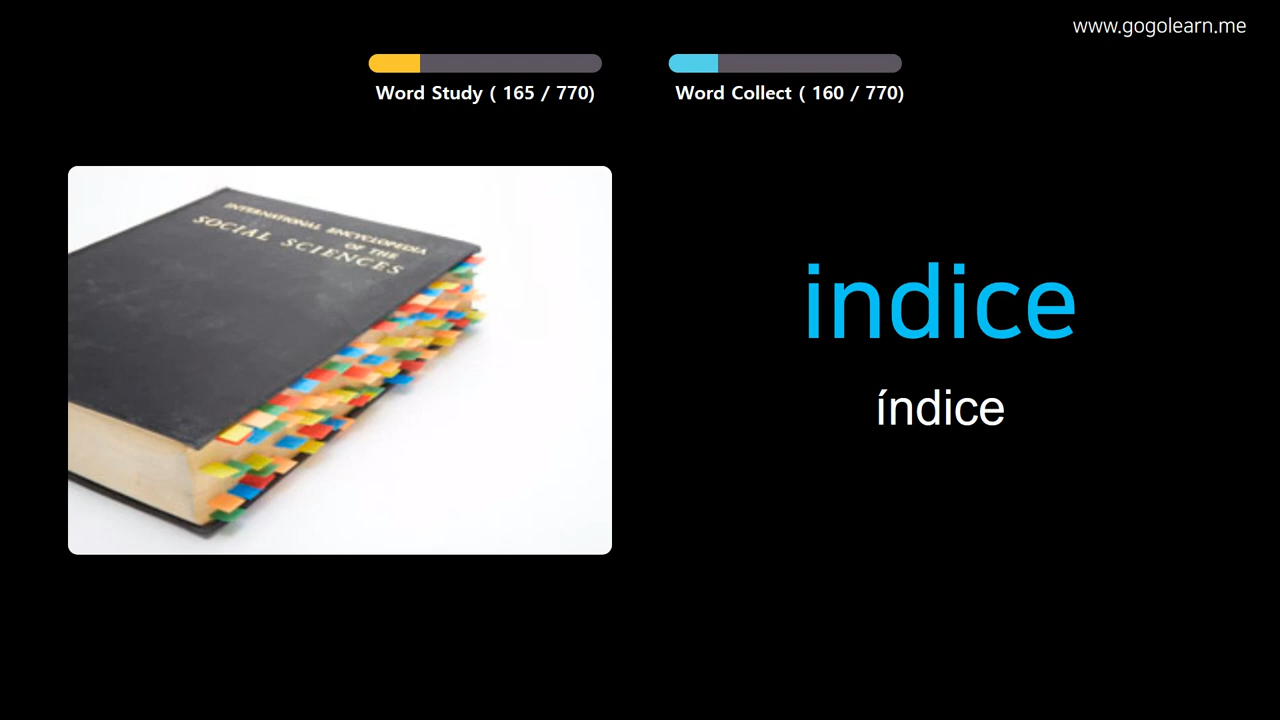 www.gogolearn.me
Word Study ( 165 / 770)
Word Collect ( 160 / 770)
INTERNATIONAL ENCYCLOPEDIA
OF THE
SOCIAL SCIENCES
indice
índice